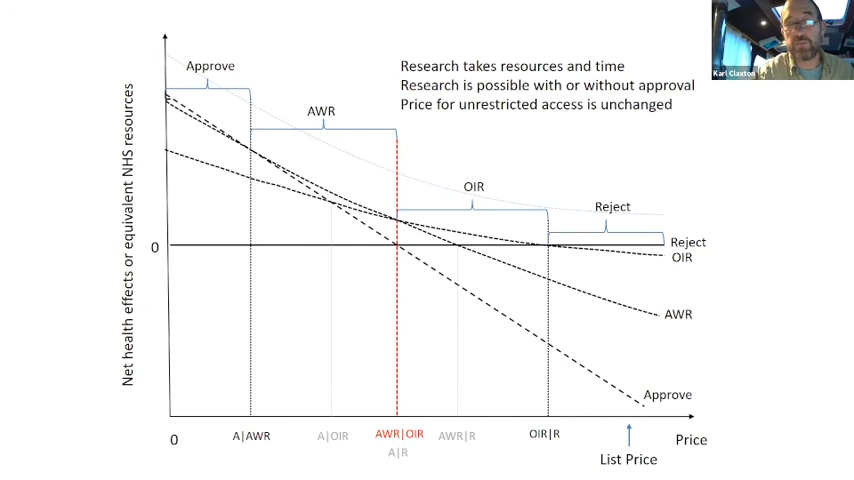 Karl Claxton
Approve
Research takes resources and time
Research is possible with or without approval
Price for unrestricted access is unchanged
AWR
OIR
Reject
Net health effects or equivalent NHS resources
0
Reject
OIR
AWR
Approve
0
A|AWR
A|OIR
AWR|OIR
A|R
AWR|R
OIR|R
Price
List Price